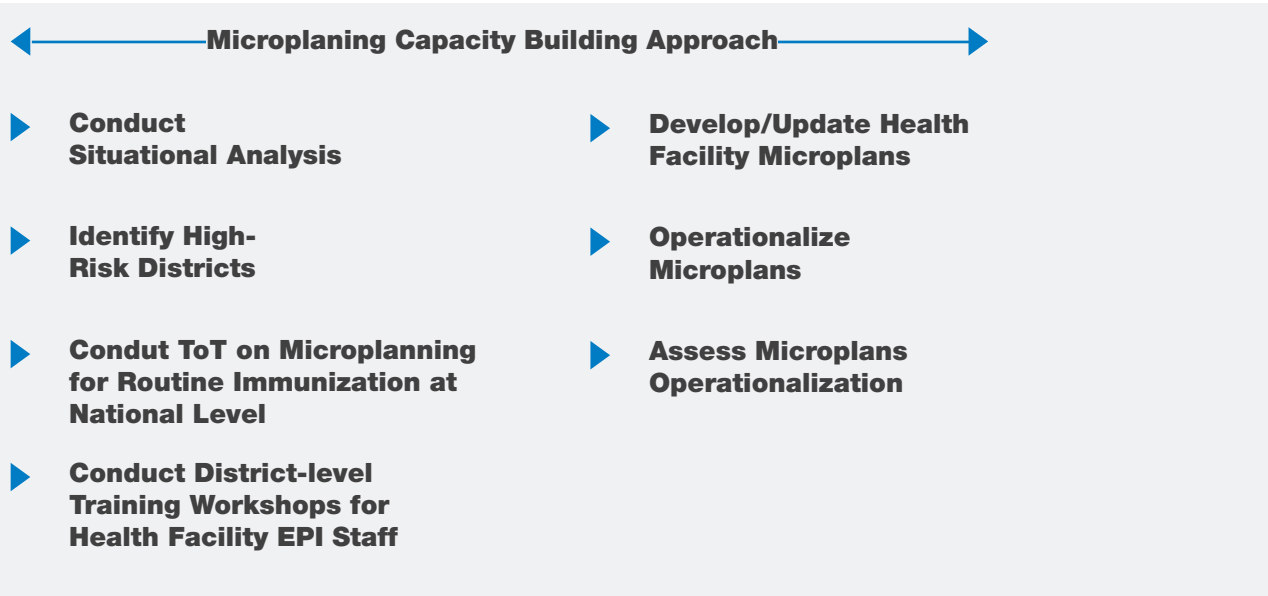 Microplaning Capacity Building Approach
Conduct
Situational Analysis
Identify High-
Risk Districts
Condut ToT on Microplanning
for Routine Immunization at
National Level
Conduct District-level
Training Workshops for
Health Facility EPI Staff
Develop/Update Health
Facility Microplans
Operationalize
Microplans
Assess Microplans
Operationalization